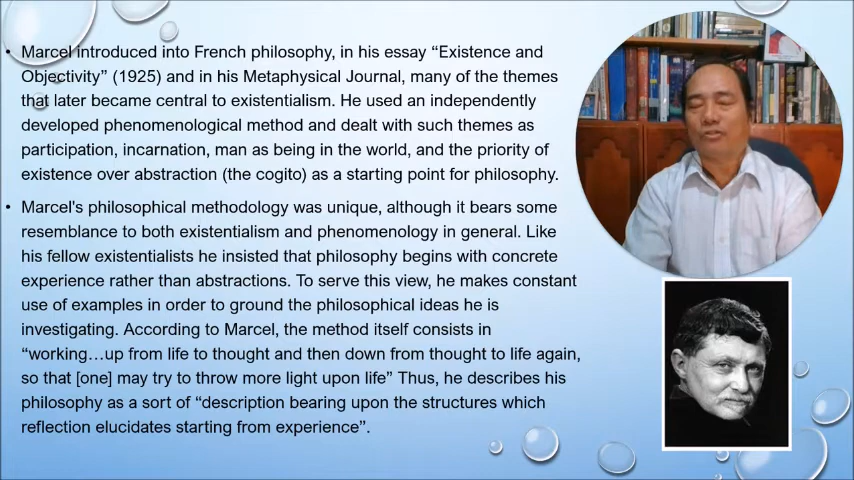 • Marcel introduced into French philosophy, in his essay “Existence and
Objectivity” (1925) and in his Metaphysical Journal, many of the themes
that later became central to existentialism. He used an independently
developed phenomenological method and dealt with such themes as
participation, incarnation, man as being in the world, and the priority of
existence over abstraction (the cogito) as a starting point for philosophy.
• Marcel's philosophical methodology was unique, although it bears some
resemblance to both existentialism and phenomenology in general. Like
his fellow existentialists he insisted that philosophy begins with concrete
experience rather than abstractions. To serve this view, he makes constant
use of examples in order to ground the philosophical ideas he is
investigating. According to Marcel, the method itself consists in
“working…up from life to thought and then down from thought to life again,
so that [one] may try to throw more light upon life” Thus, he describes his
philosophy as a sort of “description bearing upon the structures which
reflection elucidates starting from experience”.